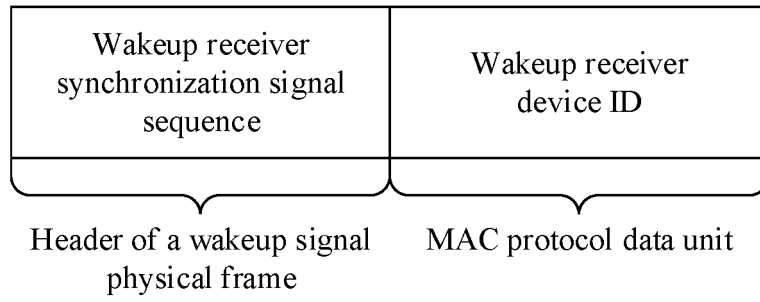 Wakeup receiver
synchronization signal
sequence
Wakeup receiver
device ID
Header of a wakeup signal
physical frame
MAC protocol data unit